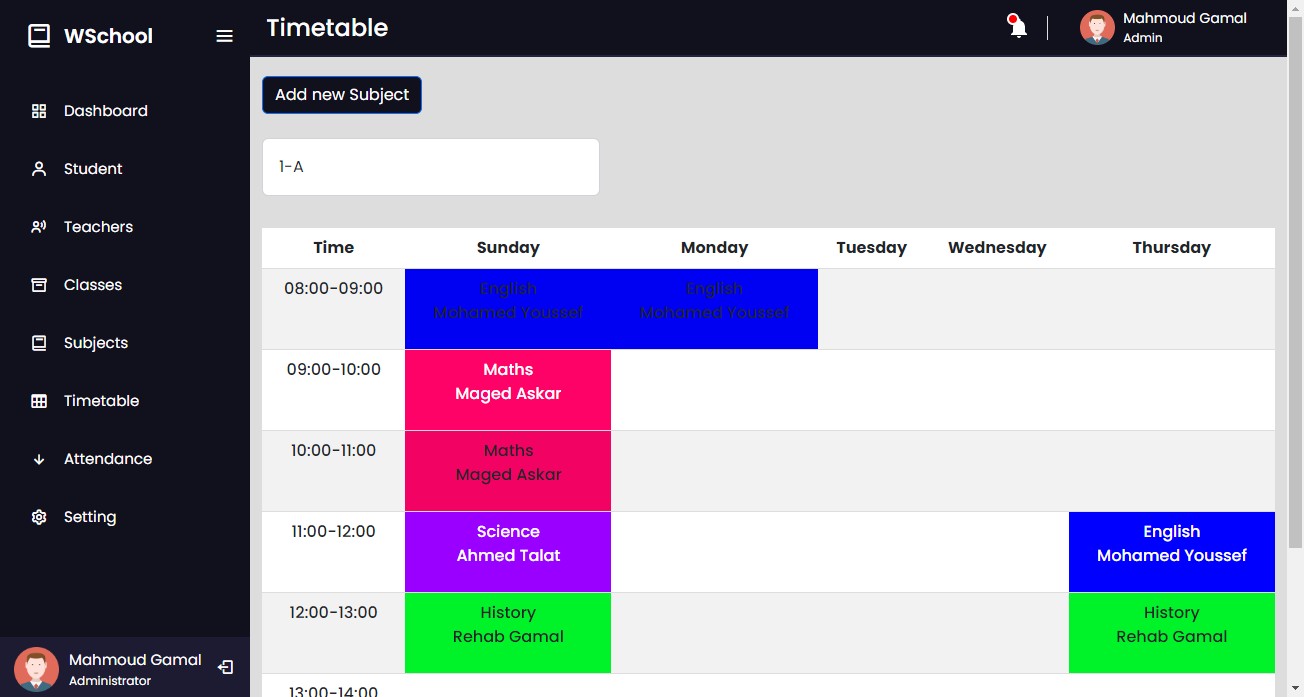 WSchool
Dashboard
Student
Teachers
Classes
Subjects
Timetable
Attendance
Setting
Mahmoud Gamal
Administrator
Timetable
Mahmoud Gamal
Admin
Add new Subject
1-A
Time Sunday Monday Tuesday Wednesday Thursday
08:00-09:00 English English
Mohamed Youssef Mohamed Youssef
09:00-10:00 Maths
Maged Askar
10:00-11:00 Maths
Maged Askar
11:00-12:00 Science English
Ahmed Talat Mohamed Youssef
12:00-13:00 History History
Rehab Gamal Rehab Gamal
13:00-14:00